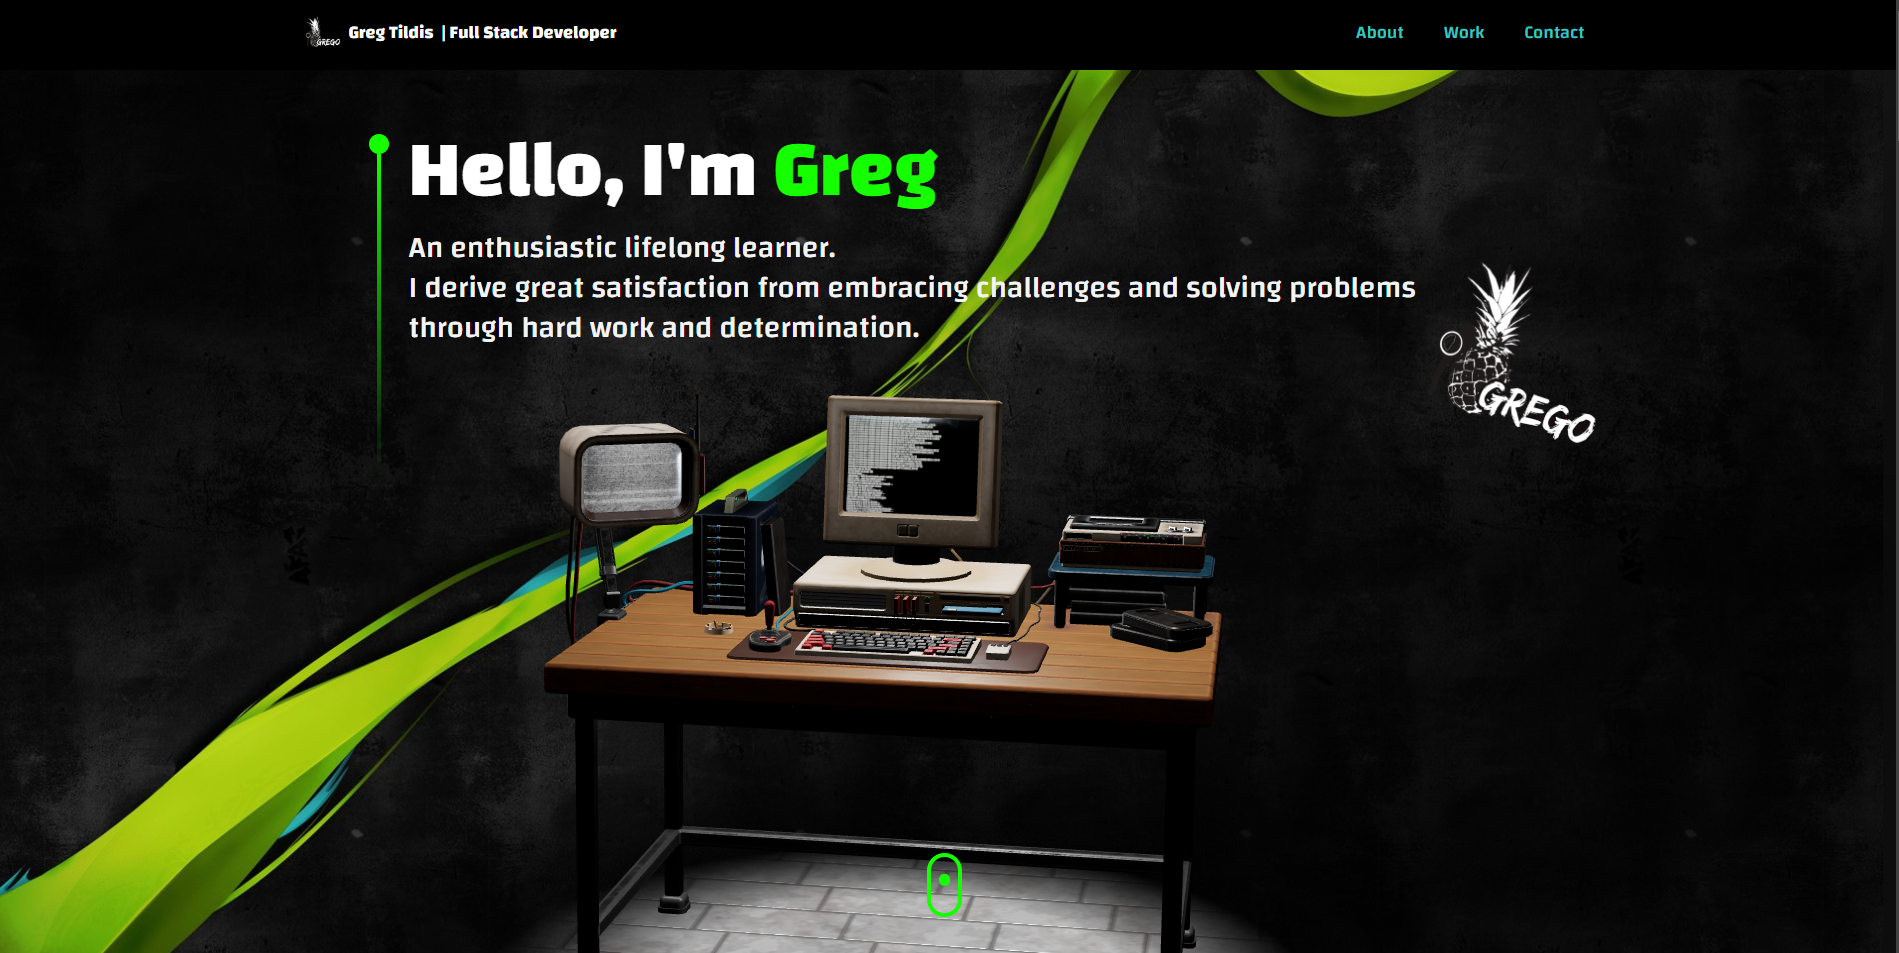 GREGO
Greg Tildis | Full Stack Developer
About
Work
Contact
Hello, I'm Greg
An enthusiastic lifelong learner.
I derive great satisfaction from embracing challenges and solving problems
through hard work and determination.
GREGO